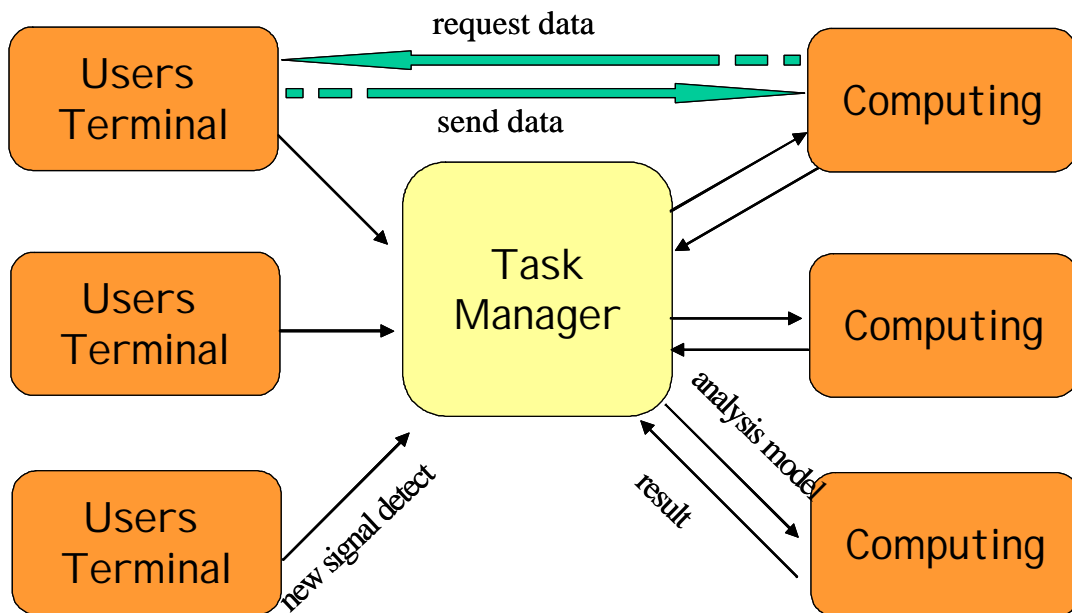 request data
Users
Terminal
Computing
send data
Task
Manager
Users
Terminal
Computing
analysis model
result
new signal detect
Users
Terminal
Computing